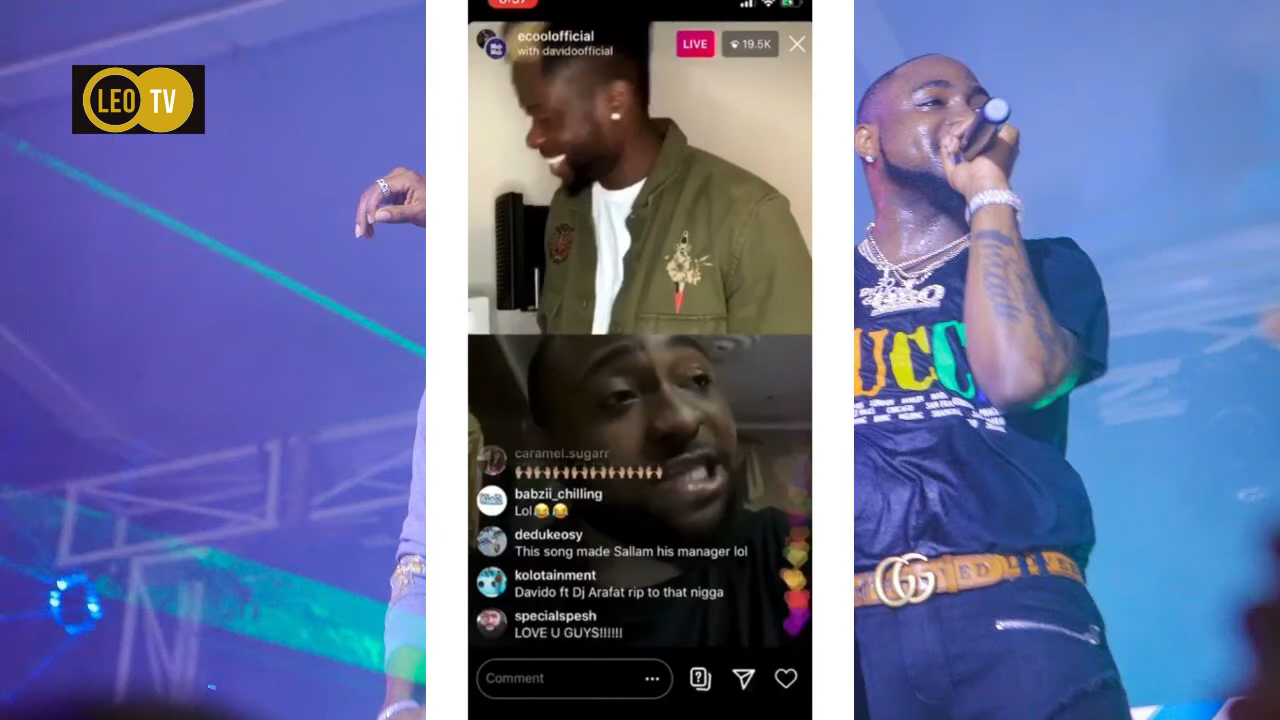 LEO TV
ecoolofficial
with davidoofficial
LIVE
19.5K
caramel.sugarr
🙌🏽🙌🏽🙌🏽🙌🏽🙌🏽🙌🏽🙌🏽🙌🏽
babzii_chilling
Lol😂😂
dedukeosy
This song made Sallam his manager lol
kolotainment
Davido ft Dj Arafat rip to that nigga
specialspesh
LOVE U GUYS!!!!!!
Comment
UCC
CHICAGO